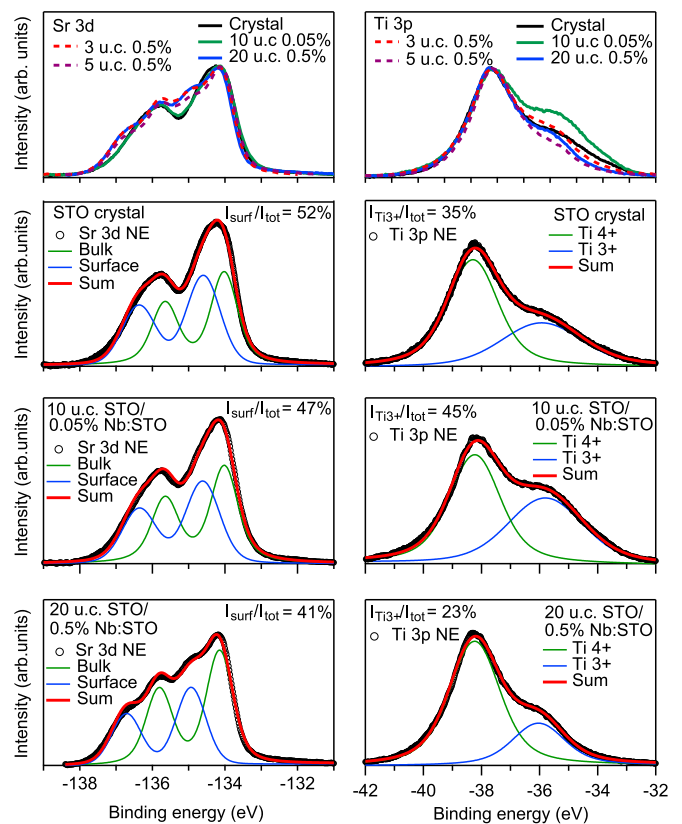 Sr 3d
3 u.c. 0.5%
5 u.c. 0.5%
Crystal
10 u.c 0.05%
20 u.c. 0.5%
Intensity (arb. units)
Ti 3p
3 u.c. 0.5%
5 u.c. 0.5%
Crystal
10 u.c 0.05%
20 u.c. 0.5%
STO crystal
Sr 3d NE
Bulk
Surface
Sum
Isurf/Itot = 52%
Intensity (arb.units)
ITi3+/Itot = 35%
Ti 3p NE
STO crystal
Ti 4+
Ti 3+
Sum
10 u.c. STO/
0.05% Nb:STO
Sr 3d NE
Bulk
Surface
Sum
Isurf/Itot = 47%
Intensity (arb.units)
ITi3+/Itot = 45%
Ti 3p NE
10 u.c. STO/
0.05% Nb:STO
Ti 4+
Ti 3+
Sum
20 u.c. STO/
0.5% Nb:STO
Sr 3d NE
Bulk
Surface
Sum
Isurf/Itot = 41%
Intensity (arb.units)
-138 -136 -134 -132
Binding energy (eV)
ITi3+/Itot = 23%
Ti 3p NE
20 u.c. STO/
0.5% Nb:STO
Ti 4+
Ti 3+
Sum
-42 -40 -38 -36 -34 -32
Binding energy (eV)